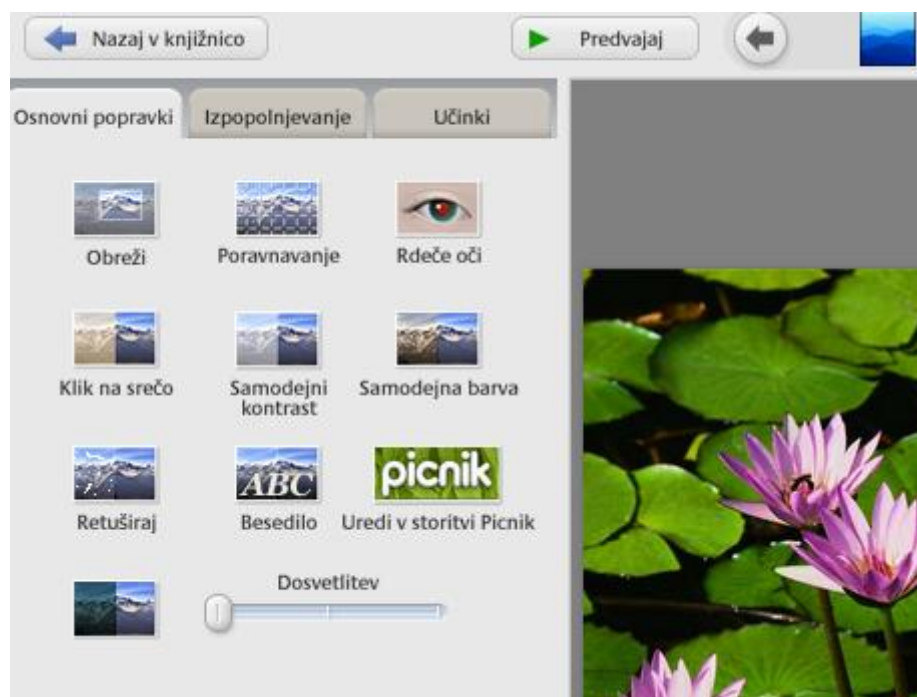 Nazaj v knjižnico
Predvajaj
Osnovni popravki
Izpopolnjevanje
Učinki
Obreži
Poravnavanje
Rdeče oči
Klik na srečo
Samodejni
kontrast
Samodejna barva
ABC
picnik
Retuširaj
Besedilo
Uredi v storitvi Picnik
Dosvetlitev